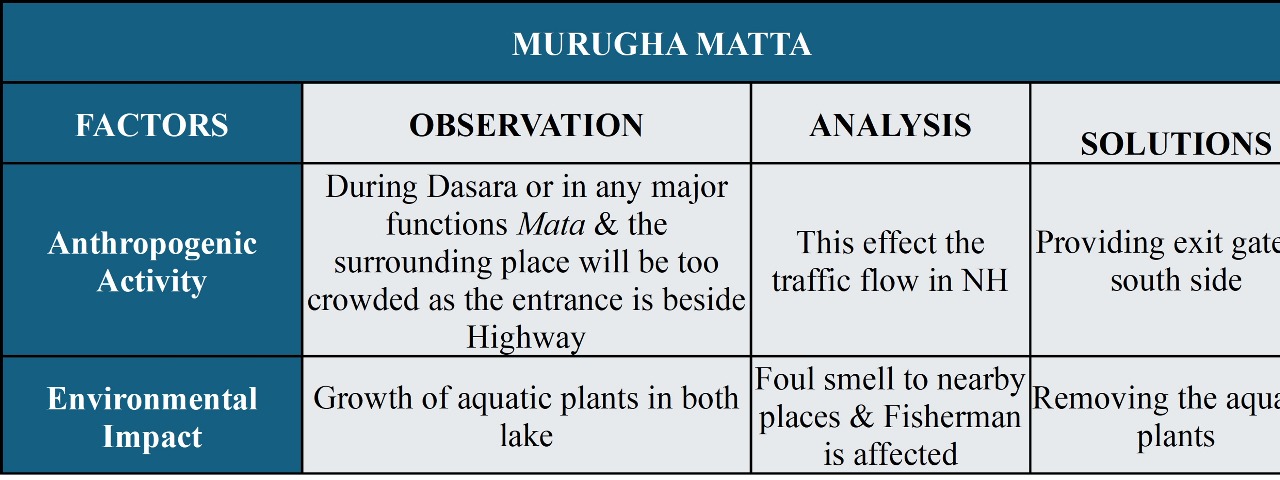 MURUGHA MATTA
FACTORS
OBSERVATION
ANALYSIS
SOLUTIONS
Anthropogenic
Activity
During Dasara or in any major
functions Mata & the
surrounding place will be too
crowded as the entrance is beside
Highway
This effect the
traffic flow in NH
Providing exit gate
south side
Environmental
Impact
Growth of aquatic plants in both
lake
Foul smell to nearby
places & Fisherman
is affected
Removing the
plants